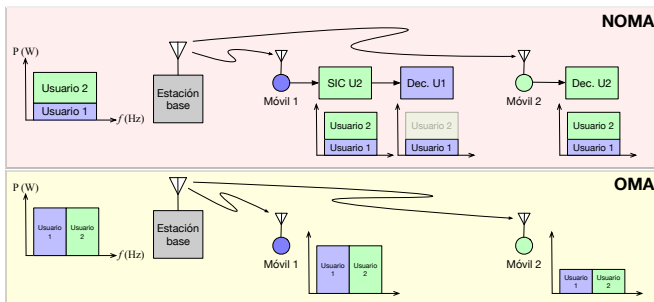 NOMA
P (W)
Usuario 2
Usuario 1
f (Hz)
Estación
base
Móvil 1
SIC U2
Dec. U1
Usuario 2
Usuario 1
Usuario 2
Usuario 1
Móvil 2
Dec. U2
Usuario 2
Usuario 1
OMA
P (W)
Usuario
1
Usuario
2
f (Hz)
Estación
base
Móvil 1
Usuario
1
Usuario
2
Móvil 2
Usuario
1
Usuario
2